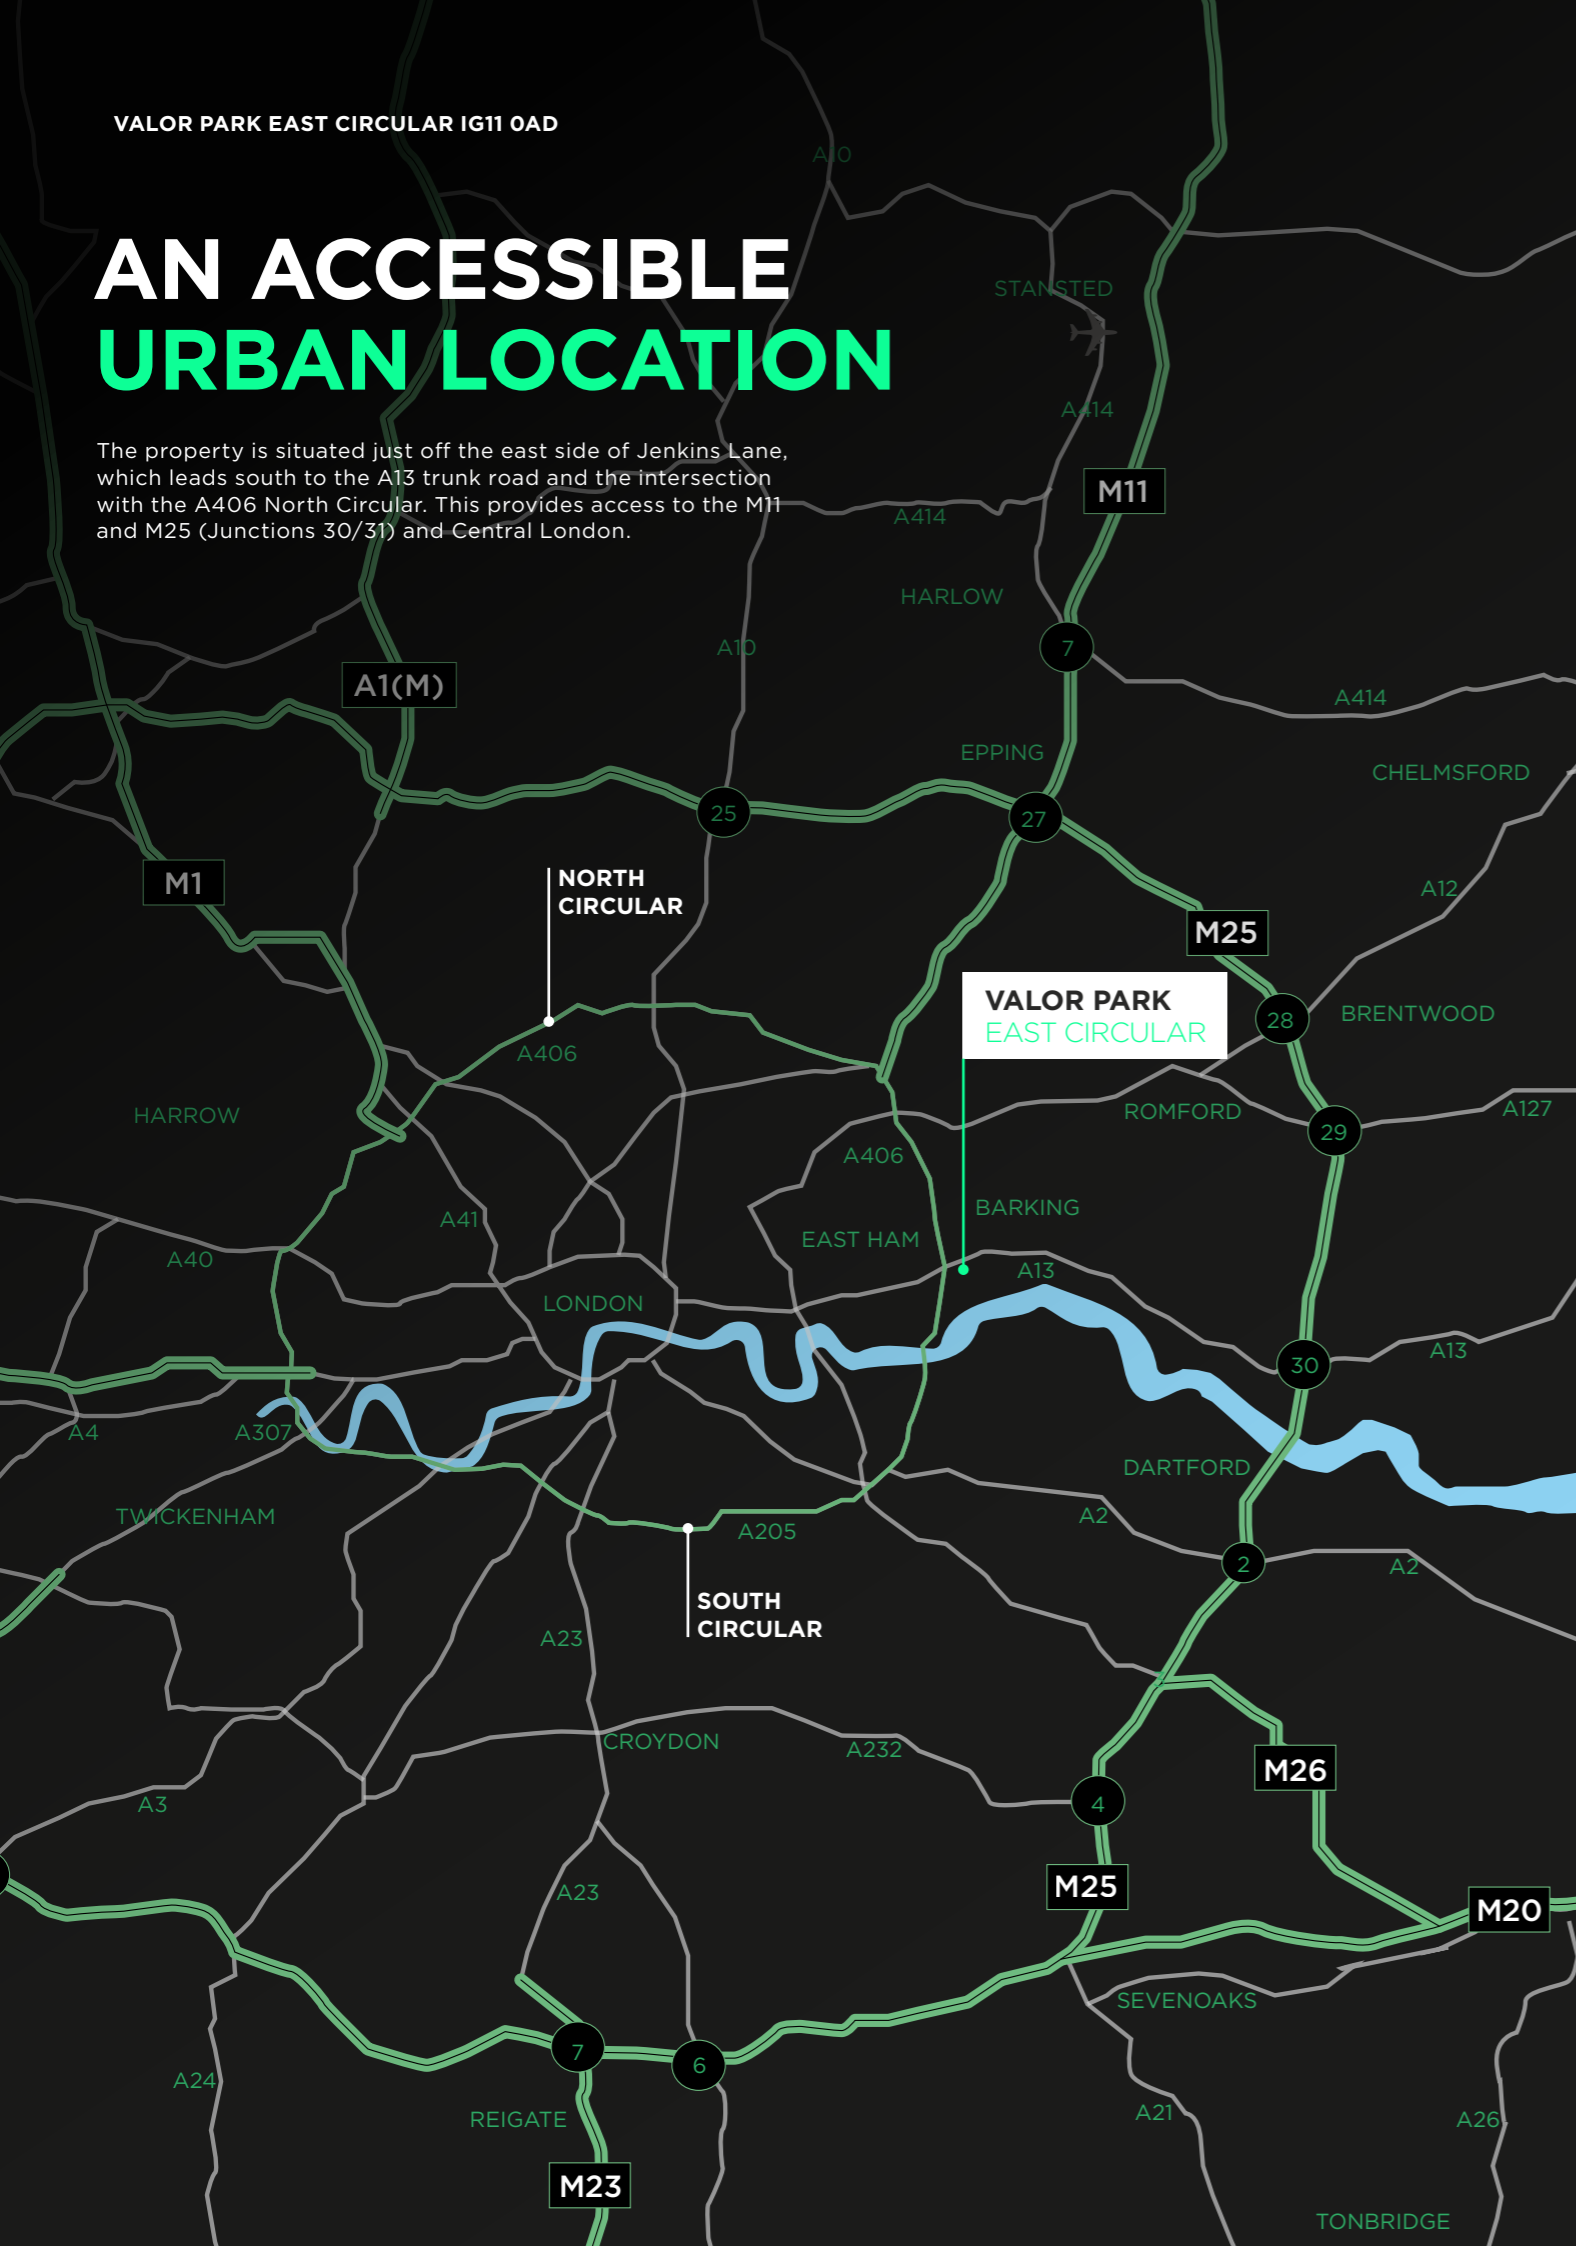 VALOR PARK EAST CIRCULAR IG11 0AD
A10
AN ACCESSIBLE
URBAN LOCATION
STANSTED
A414
The property is situated just off the east side of Jenkins Lane,
which leads south to the A13 trunk road and the intersection
with the A406 North Circular. This provides access to the M11
and M25 (Junctions 30/31) and Central London.
M11
A414
HARLOW
7
A10
A1(M)
A414
EPPING
CHELMSFORD
25
27
M1
NORTH
CIRCULAR
A12
M25
VALOR PARK
EAST CIRCULAR
28
BRENTWOOD
A406
HARROW
ROMFORD
A127
29
A406
BARKING
A41
EAST HAM
A40
A13
LONDON
A13
30
A4
A307
DARTFORD
TWICKENHAM
A205
A2
2
A2
SOUTH
CIRCULAR
A23
CROYDON
A232
M26
A3
4
M25
A23
M20
SEVENOAKS
7
6
A24
REIGATE
A21
A26
M23
TONBRIDGE